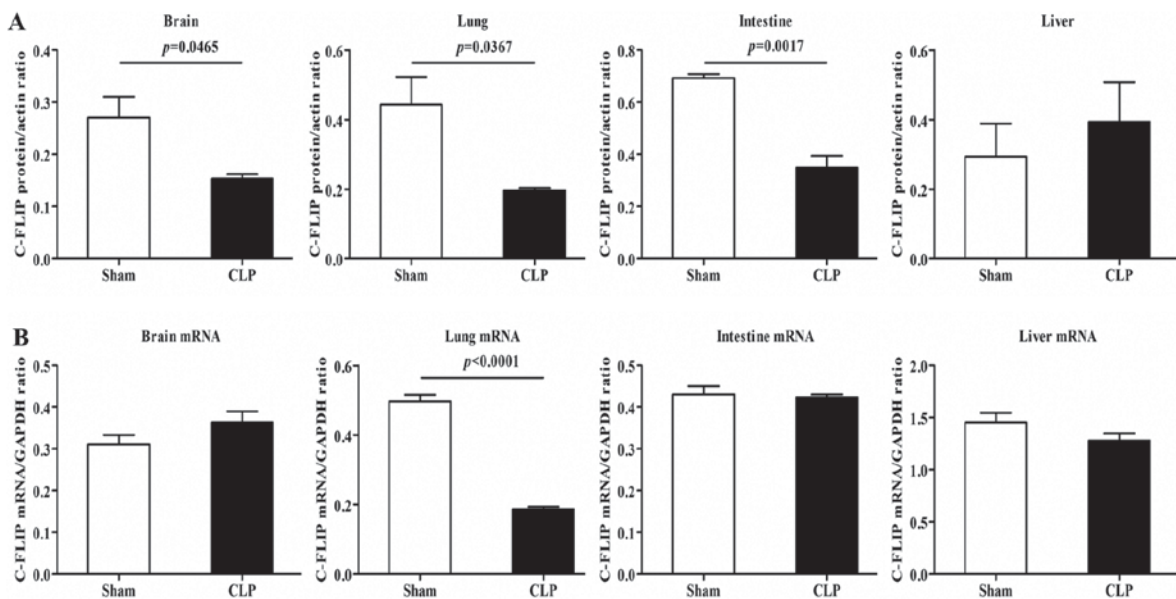 A
Brain
p=0.0465
C-FLIP protein/actin ratio
0.4
0.3
0.2
0.1
0.0
Sham CLP
Lung
p=0.0367
C-FLIP protein/actin ratio
0.6
0.4
0.2
0.0
Sham CLP
Intestine
p=0.0017
C-FLIP protein/actin ratio
0.8
0.6
0.4
0.2
0.0
Sham CLP
Liver
C-FLIP protein/actin ratio
0.6
0.4
0.2
0.0
Sham CLP
B
Brain mRNA
C-FLIP mRNA/GAPDH ratio
0.5
0.4
0.3
0.2
0.1
0.0
Sham CLP
Lung mRNA
p<0.0001
C-FLIP mRNA/GAPDH ratio
0.6
0.4
0.2
0.0
Sham CLP
Intestine mRNA
C-FLIP mRNA/GAPDH ratio
0.5
0.4
0.3
0.2
0.1
0.0
Sham CLP
Liver mRNA
C-FLIP mRNA/GAPDH ratio
2.0
1.5
1.0
0.5
0.0
Sham CLP